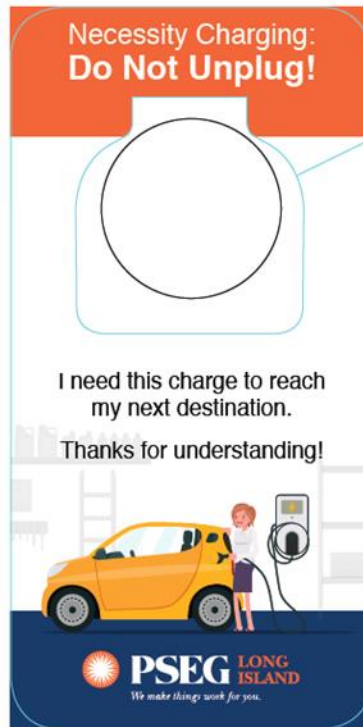 Necessity Charging:
Do Not Unplug!
I need this charge to reach
my next destination.
Thanks for understanding!
PSEG LONG
ISLAND
We make things work for you.